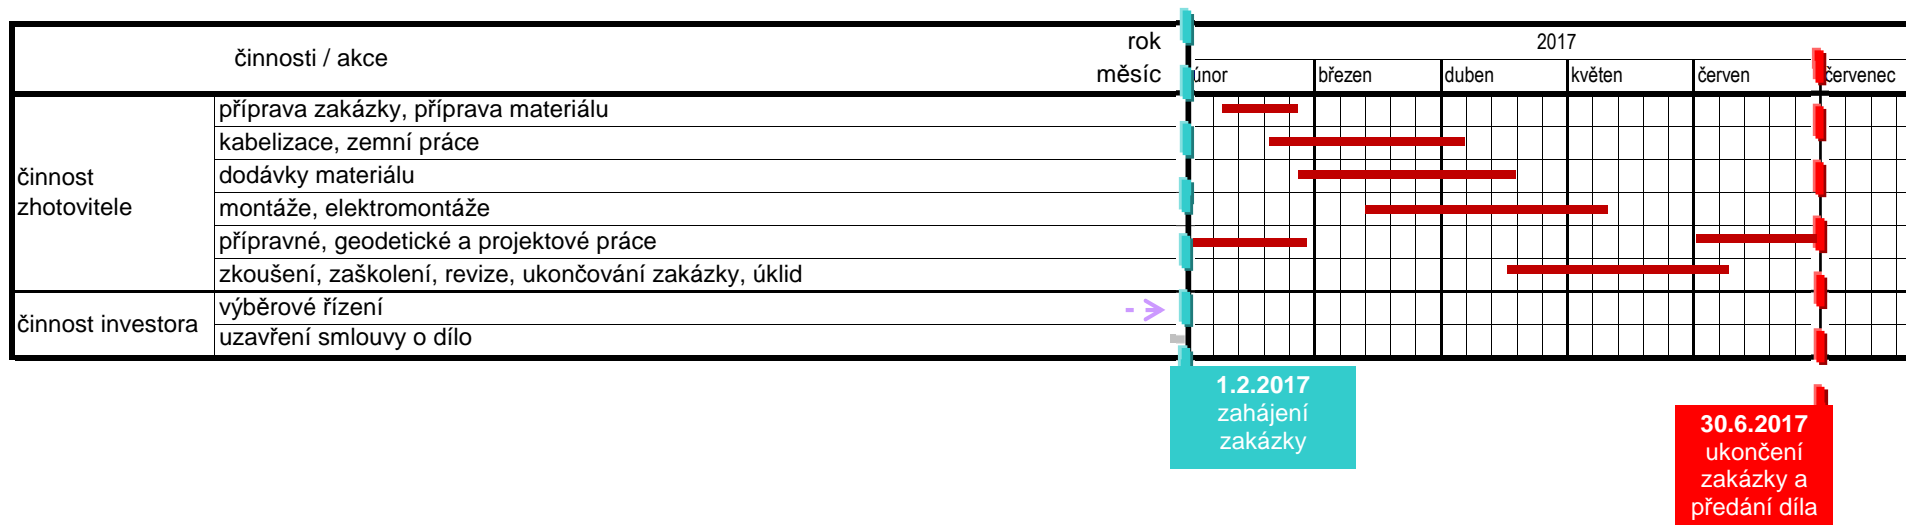 činnosti / akce
rok
2017
měsíc
únor
březen
duben
květen
červen
červenec
činnost
zhotovitele
příprava zakázky, příprava materiálu
kabelizace, zemní práce
dodávky materiálu
montáže, elektromontáže
přípravné, geodetické a projektové práce
zkoušení, zaškolení, revize, ukončování zakázky, úklid
činnost investora
výběrové řízení
uzavření smlouvy o dílo
1.2.2017
zahájení
zakázky
30.6.2017
ukončení
zakázky a
předání díla